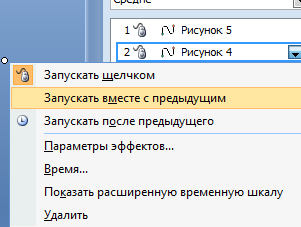 Средне
1 Рисунок 5
2 Рисунок 4
Запускать щелчком
Запускать вместе с предыдущим
Запускать после предыдущего
Параметры эффектов...
Время...
Показать расширенную временную шкалу
Удалить